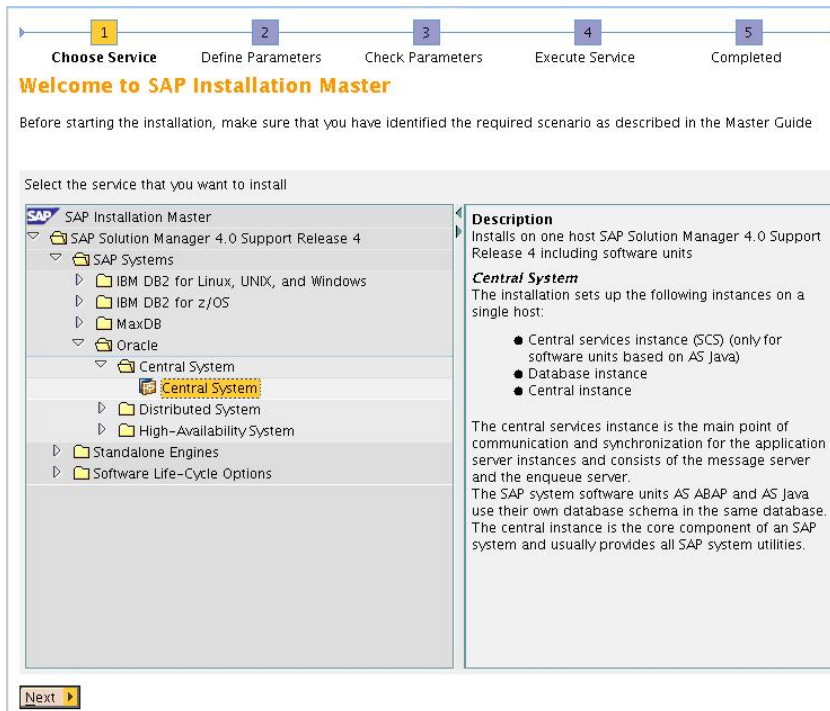 1 2 3 4 5
Choose Service Define Parameters Check Parameters Execute Service Completed
Welcome to SAP Installation Master
Before starting the installation, make sure that you have identified the required scenario as described in the Master Guide
Select the service that you want to install
SAP SAP Installation Master
SAP Solution Manager 4.0 Support Release 4
SAP Systems
IBM DB2 for Linux, UNIX, and Windows
IBM DB2 for z/OS
MaxDB
Oracle
Central System
Central System
Distributed System
High-Availability System
Standalone Engines
Software Life-Cycle Options
Description
Installs on one host SAP Solution Manager 4.0 Support
Release 4 including software units
Central System
The installation sets up the following instances on a
single host:
Central services instance (SCS) (only for
software units based on AS Java)
Database instance
Central instance
The central services instance is the main point of
communication and synchronization for the application
server instances and consists of the message server
and the enqueue server.
The SAP system software units AS ABAP and AS Java
use their own database schema in the same database.
The central instance is the core component of an SAP
system and usually provides all SAP system utilities.
Next